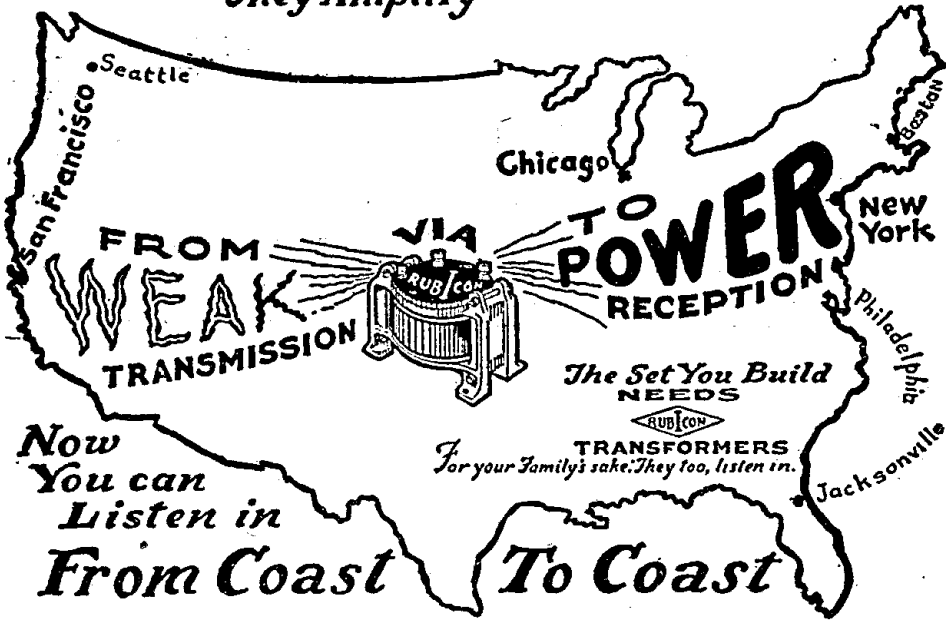 They Amplify
Seattle
San Francisco
Boston
Chicago
New
York
FROM
WEAK
TRANSMISSION
VIA
RUBICON
TO
POWER
RECEPTION
Philadelphia
The Set You Build
NEEDS
RUBICON
TRANSFORMERS
For your Family's sake. They too, listen in.
Jacksonville
Now
You can
Listen in
From Coast To Coast